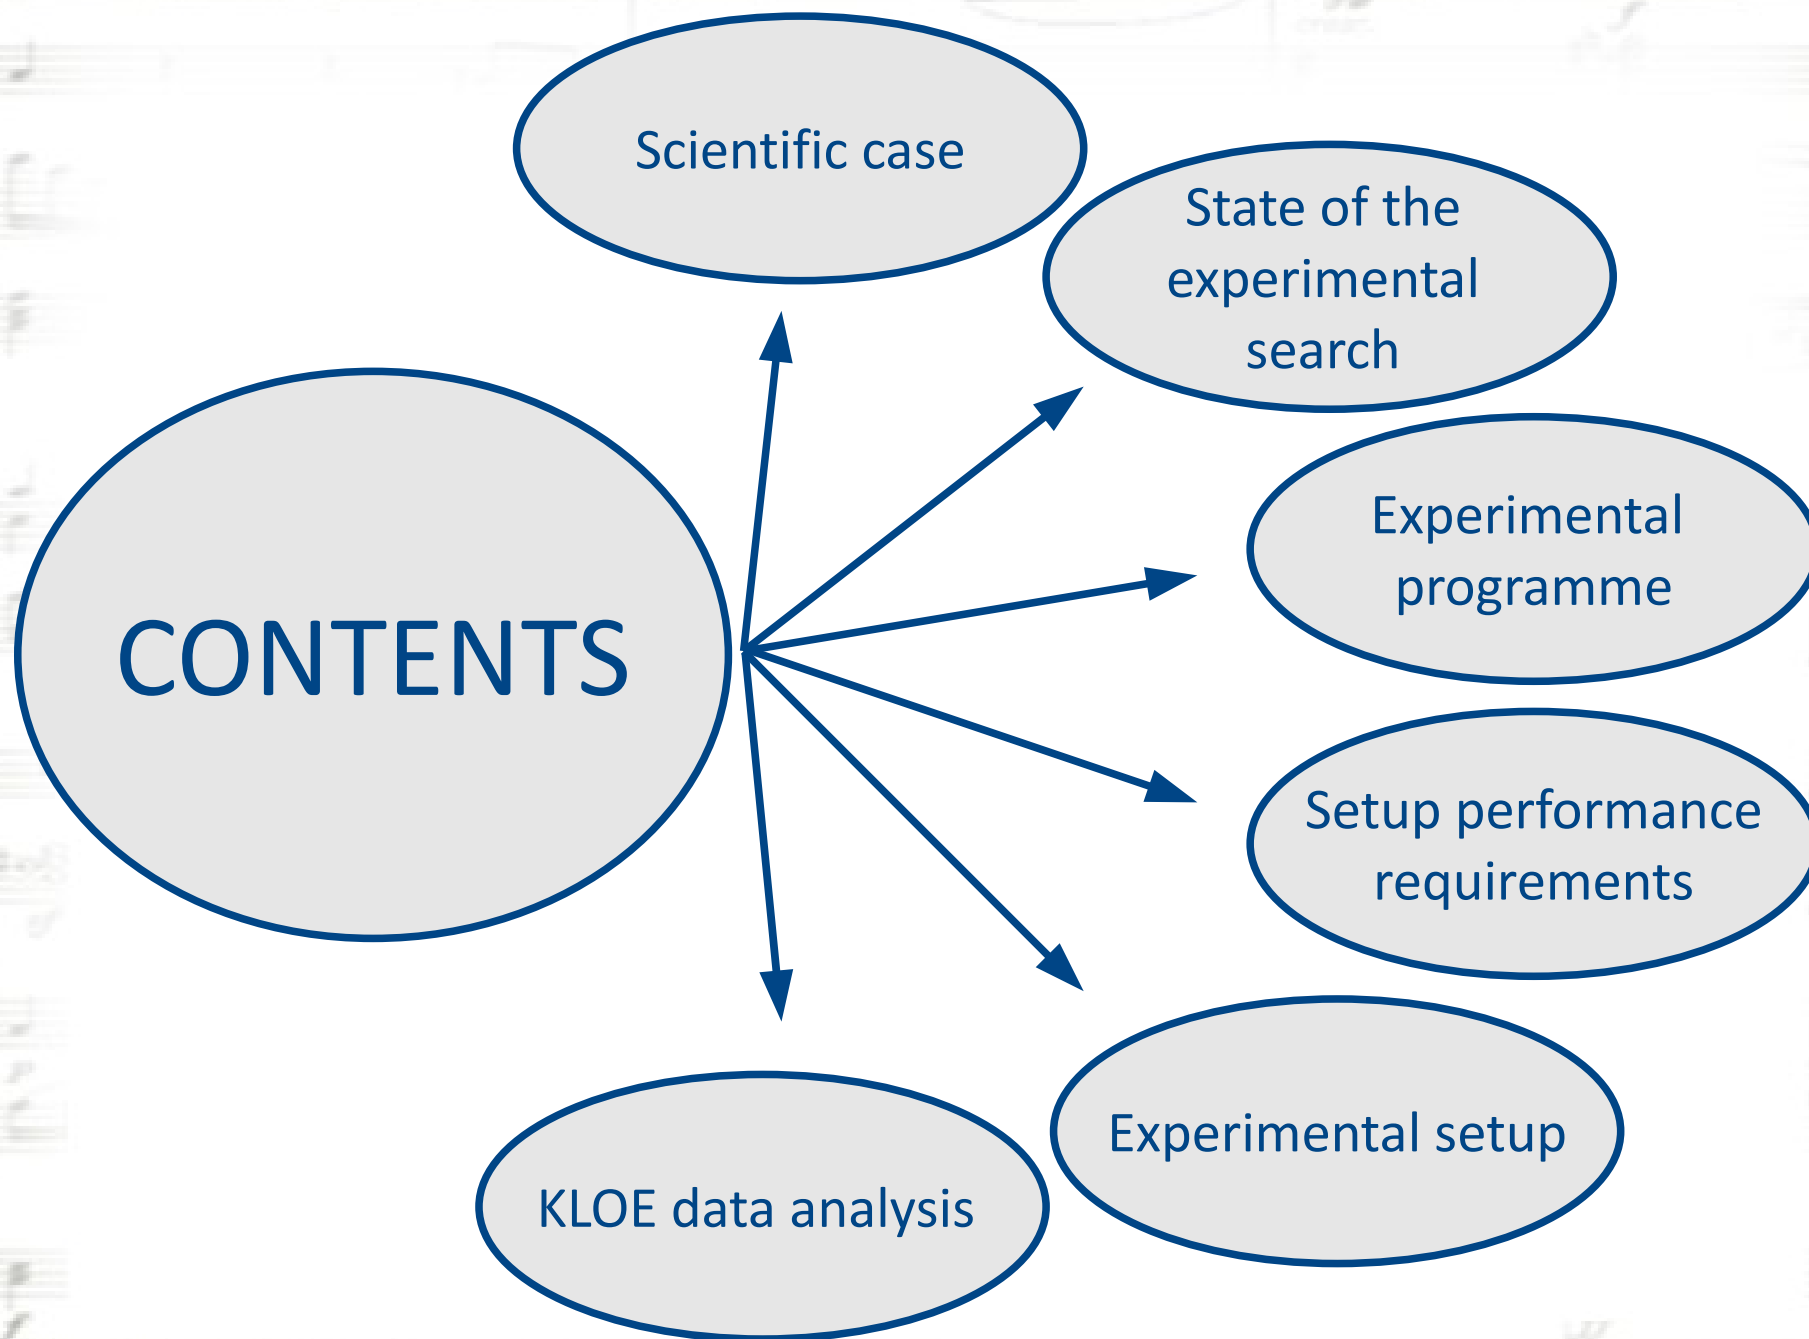 Scientific case
State of the
experimental
search
Experimental
programme
CONTENTS
Setup performance
requirements
Experimental setup
KLOE data analysis